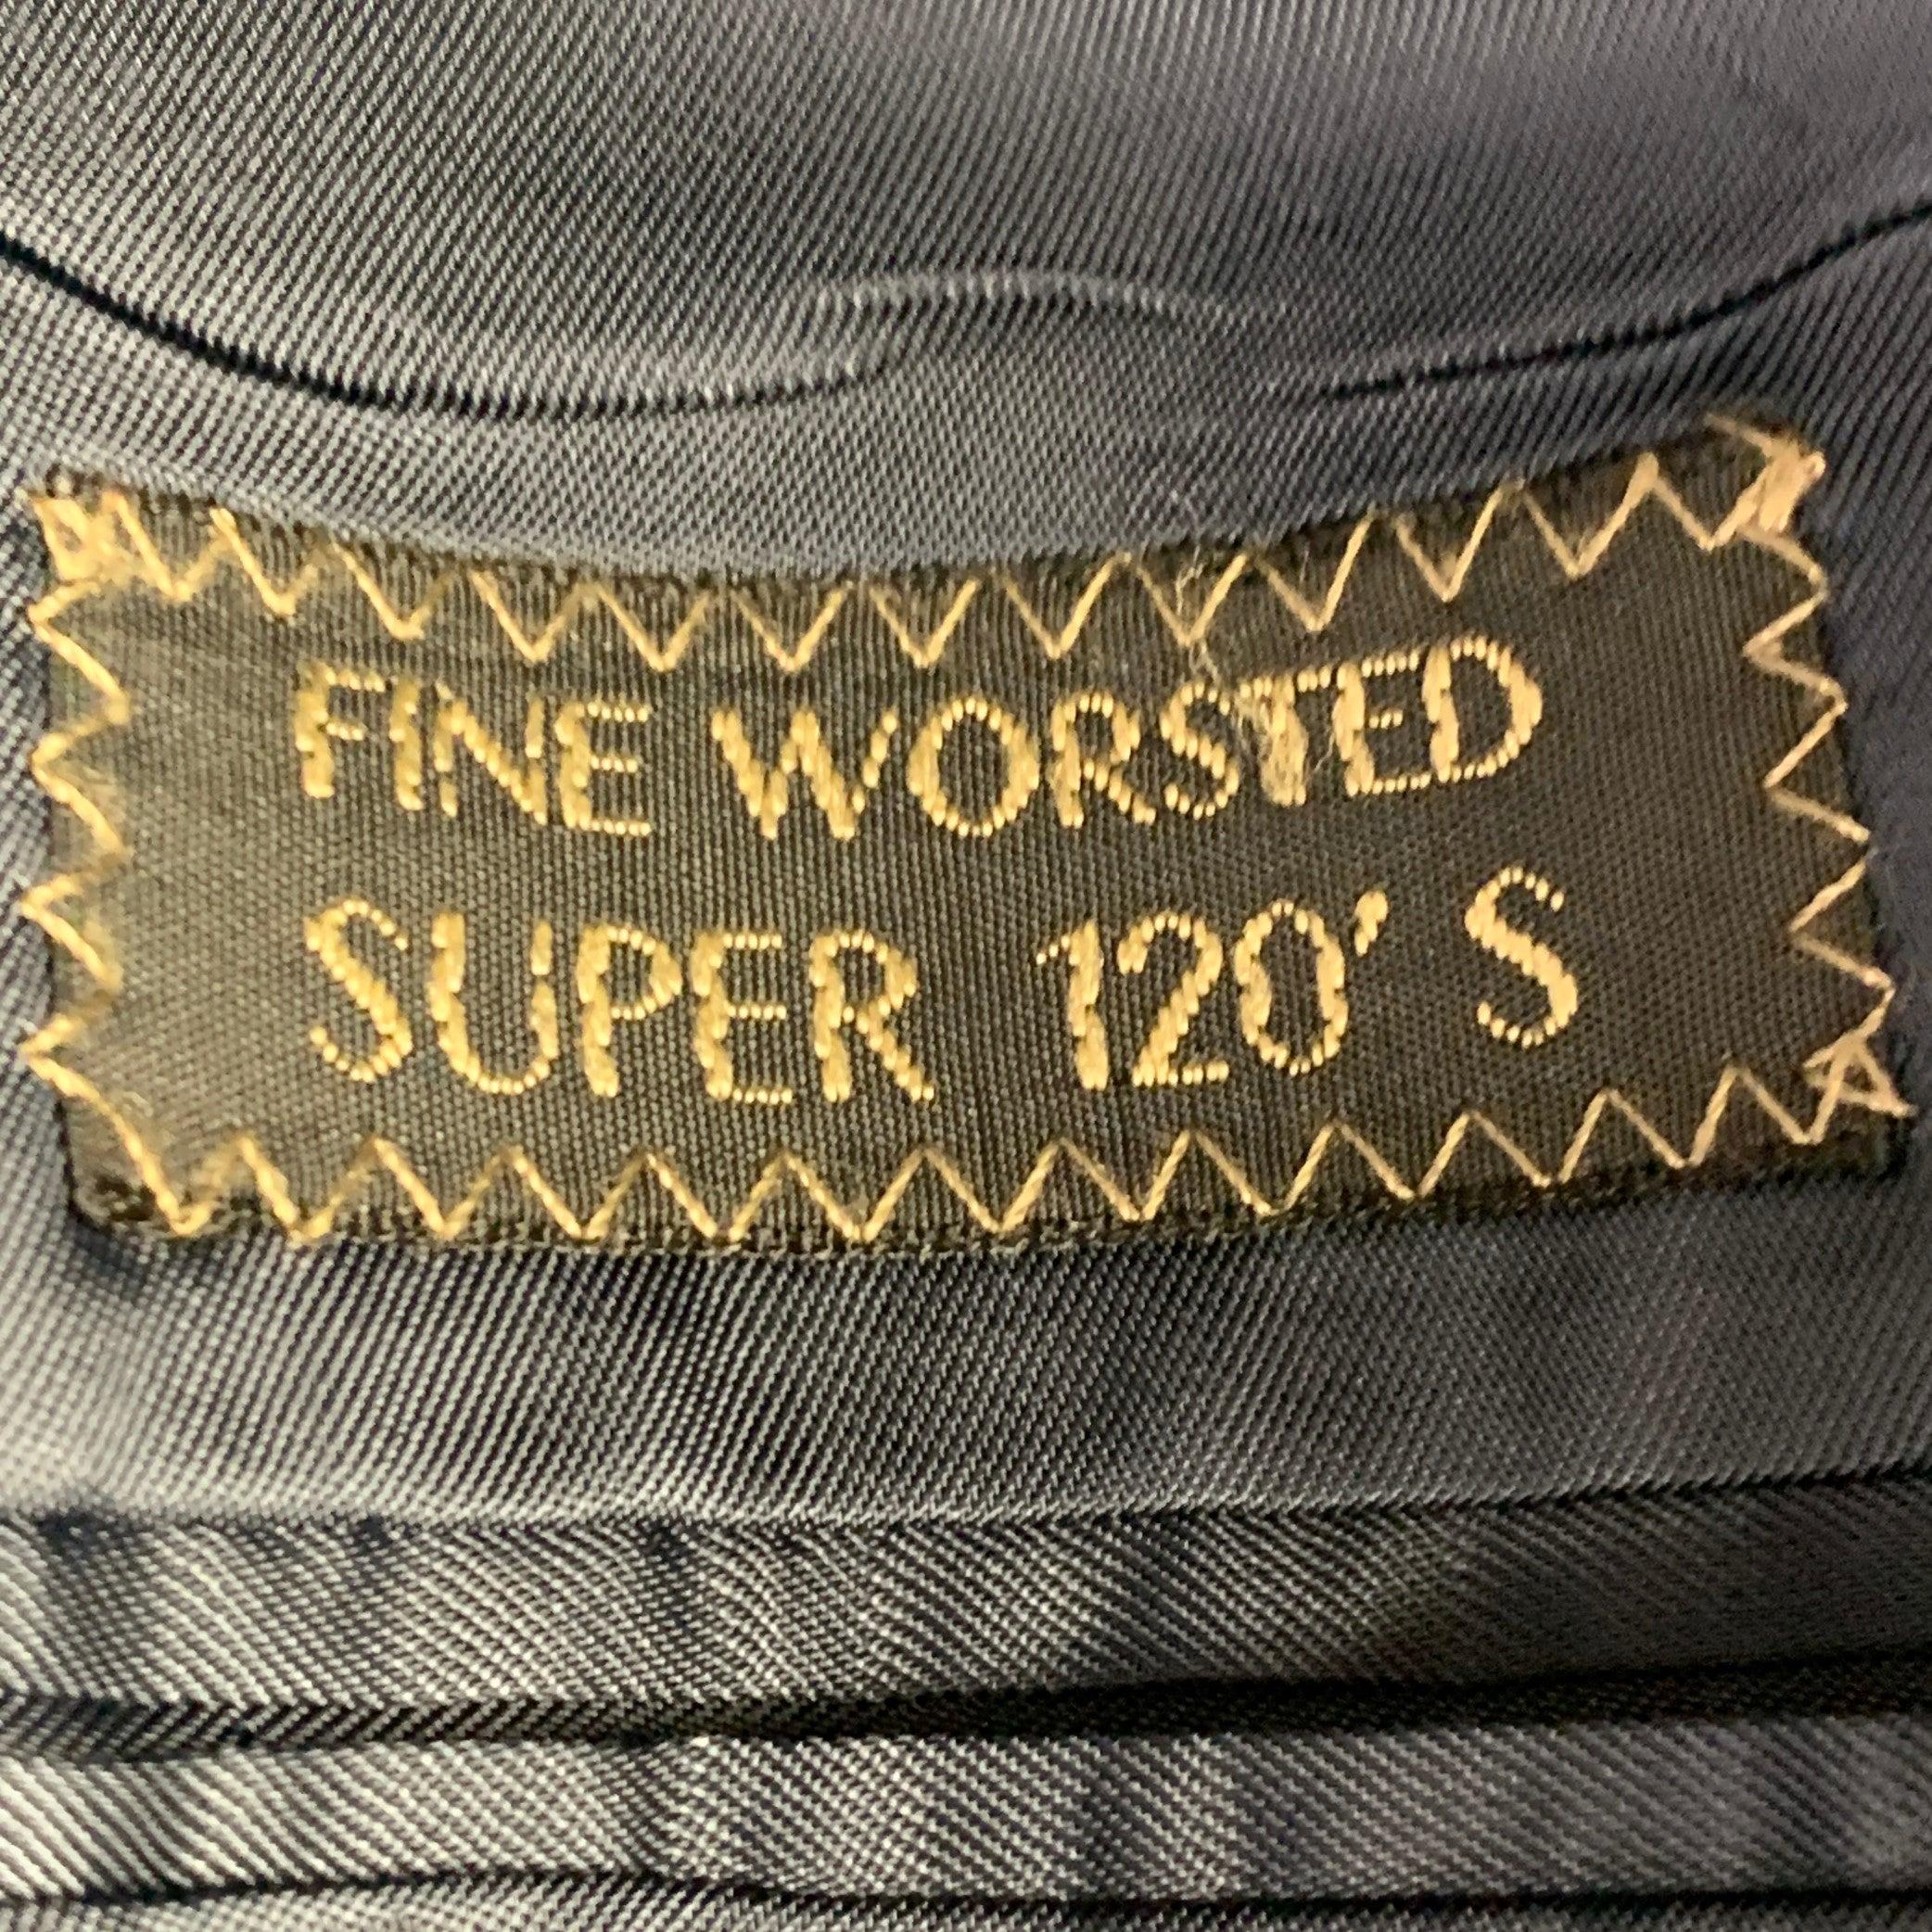 FINE WORSTED
SUPER 120' S